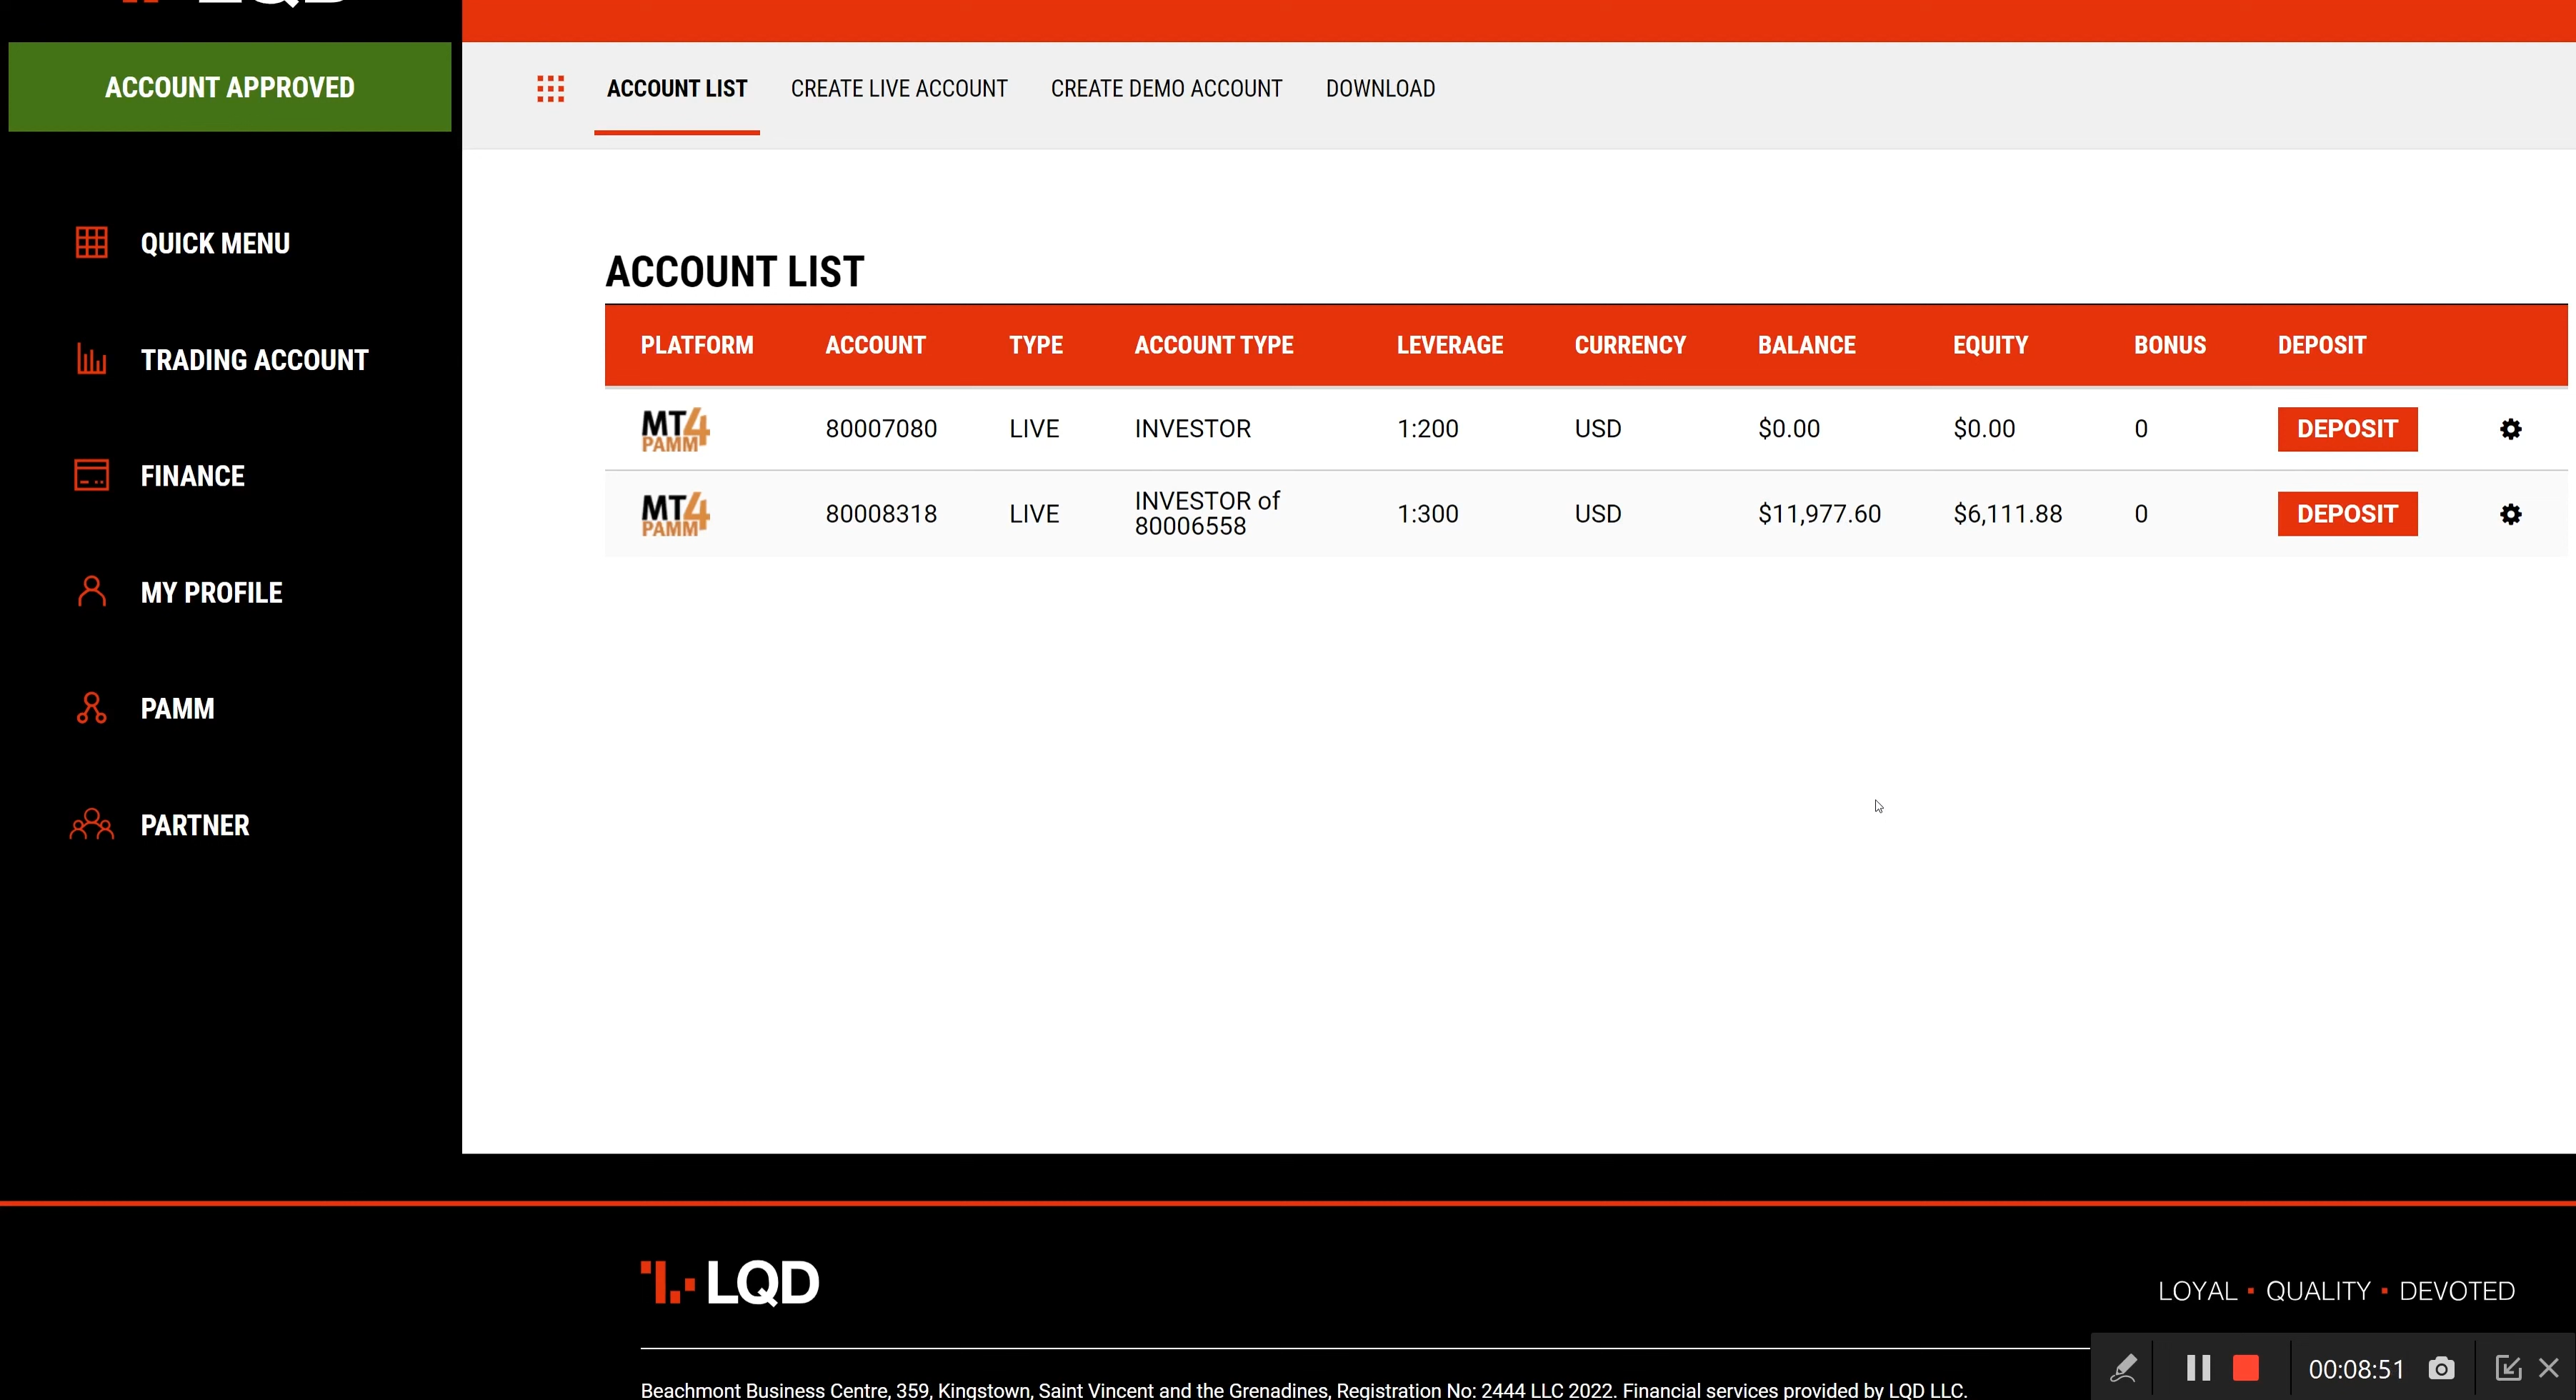 LQD
ACCOUNT APPROVED
ACCOUNT LIST CREATE LIVE ACCOUNT CREATE DEMO ACCOUNT DOWNLOAD
QUICK MENU
TRADING ACCOUNT
FINANCE
MY PROFILE
PAMM
PARTNER
ACCOUNT LIST
PLATFORM ACCOUNT TYPE ACCOUNT TYPE LEVERAGE CURRENCY BALANCE EQUITY BONUS DEPOSIT
MT4 PAMM 80007080 LIVE INVESTOR 1:200 USD $0.00 $0.00 0 DEPOSIT
MT4 PAMM 80008318 LIVE INVESTOR of 80006558 1:300 USD $11,977.60 $6,111.88 0 DEPOSIT
LQD
LOYAL ▪ QUALITY ▪ DEVOTED
Beachmont Business Centre, 359, Kingstown, Saint Vincent and the Grenadines, Registration No: 2444 LLC 2022. Financial services provided by LQD LLC.
00:08:51